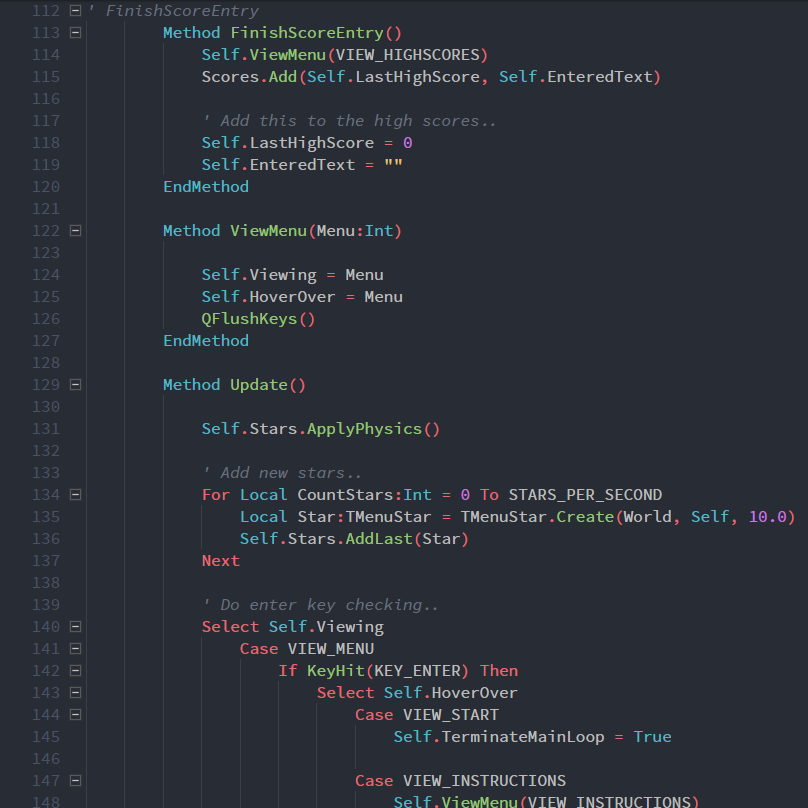 112 ' FinishScoreEntry
113 Method FinishScoreEntry()
114 Self.ViewMenu(VIEW_HIGHSCORES)
115 Scores.Add(Self.LastHighScore, Self.EnteredText)
116
117 ' Add this to the high scores..
118 Self.LastHighScore = 0
119 Self.EnteredText = ""
120 EndMethod
121
122 Method ViewMenu(Menu:Int)
123
124 Self.Viewing = Menu
125 Self.HoverOver = Menu
126 QFlushKeys()
127 EndMethod
128
129 Method Update()
130
131 Self.Stars.ApplyPhysics()
132
133 ' Add new stars..
134 For Local CountStars:Int = 0 To STARS_PER_SECOND
135 Local Star:TMenuStar = TMenuStar.Create(World, Self, 10.0)
136 Self.Stars.AddLast(Star)
137 Next
138
139 ' Do enter key checking..
140 Select Self.Viewing
141 Case VIEW_MENU
142 If KeyHit(KEY_ENTER) Then
143 Select Self.HoverOver
144 Case VIEW_START
145 Self.TerminateMainLoop = True
146
147 Case VIEW_INSTRUCTIONS
148 Self.ViewMenu(VIEW_INSTRUCTIONS)